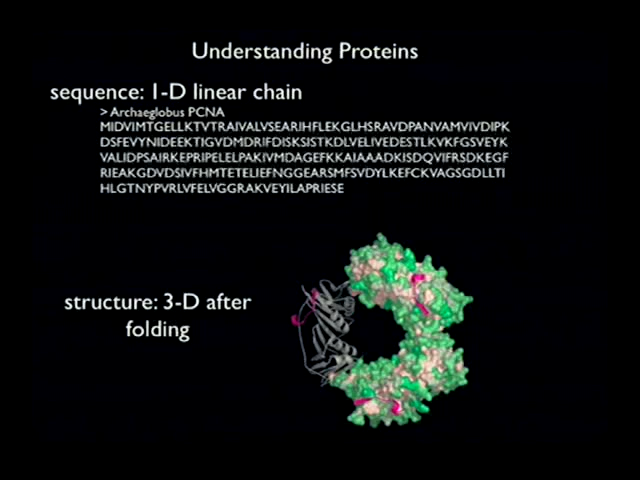 Understanding Proteins
sequence: 1-D linear chain
> Archaeglobus PCNA
MIDVIMTGELLKTVTRAIVALVSEARIHFLEKGLHSRAVDPANVAMVIVDIPK
DSFEVYNIDEEKTIGVDMDRIFDISKSISTKDLVELIVEDESTLKVKFGSVEYK
VALIDPSAIRKEPRIPELELPAKIVMDAGEFKKAIAAADKISDQVIFRSDKEGF
RIEAKGDVDSIVFHMTETELIEFNGGEARSMFSVDYLKEFCKVAGSGDLLTI
HLGTNYPVRLVFELVGGRAKVEYILAPRIESE
structure: 3-D after
folding